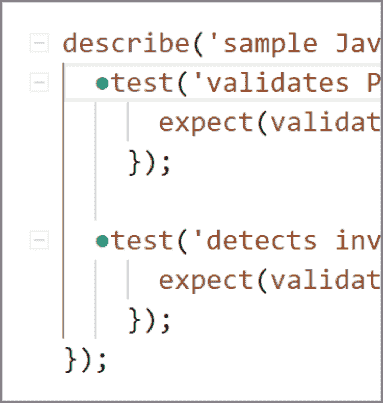 describe('sample Jav
test('validates P
expect(validat
});
test('detects inv
expect(validat
});
});